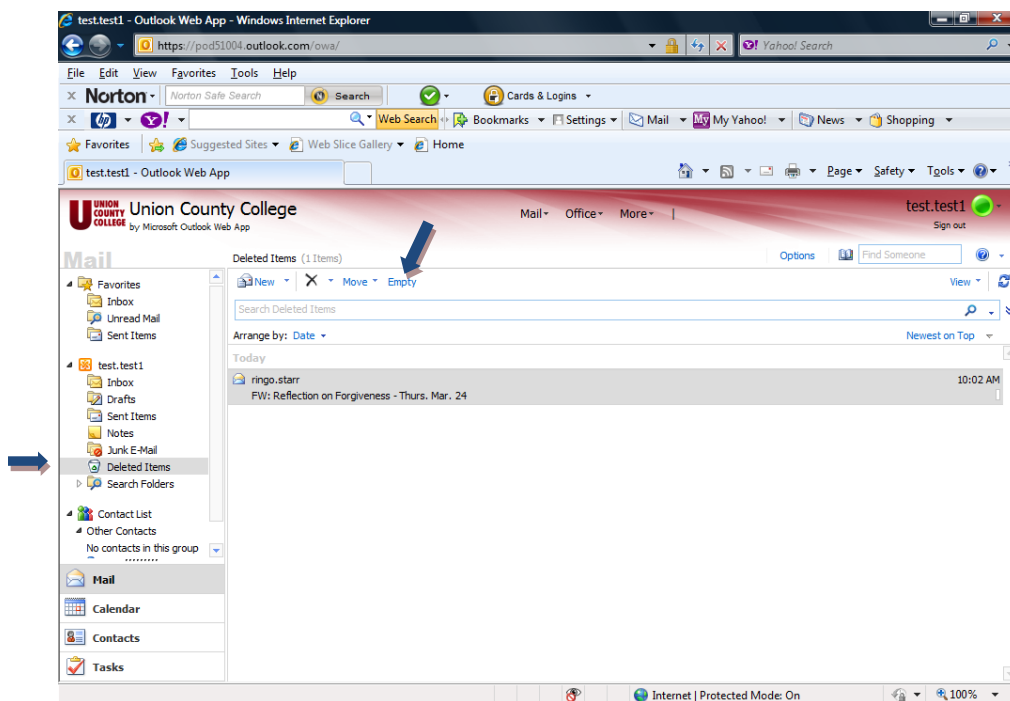 test.test1 - Outlook Web App - Windows Internet Explorer
https://pod51004.outlook.com/owa/
Yahoo! Search
File Edit View Favorites Tools Help
x Norton Norton Safe Search Search Cards & Logins
x hp Y! Web Search Bookmarks Settings Mail My My Yahoo! News Shopping
Favorites Suggested Sites Web Slice Gallery Home
test.test1 - Outlook Web App Page Safety Tools
UNION COUNTY COLLEGE Union County College
by Microsoft Outlook Web App
Mail Office More
test.test1
Sign out
Mail
Deleted Items (1 Items)
Options Find Someone
New X Move Empty View
Search Deleted Items
Arrange by: Date Newest on Top
Today
ringo.starr 10:02 AM
FW: Reflection on Forgiveness - Thurs. Mar. 24
Favorites
Inbox
Unread Mail
Sent Items
test.test1
Inbox
Drafts
Sent Items
Notes
Junk E-Mail
Deleted Items
Search Folders
Contact List
Other Contacts
No contacts in this group
Mail
Calendar
Contacts
Tasks
Internet | Protected Mode: On 100%